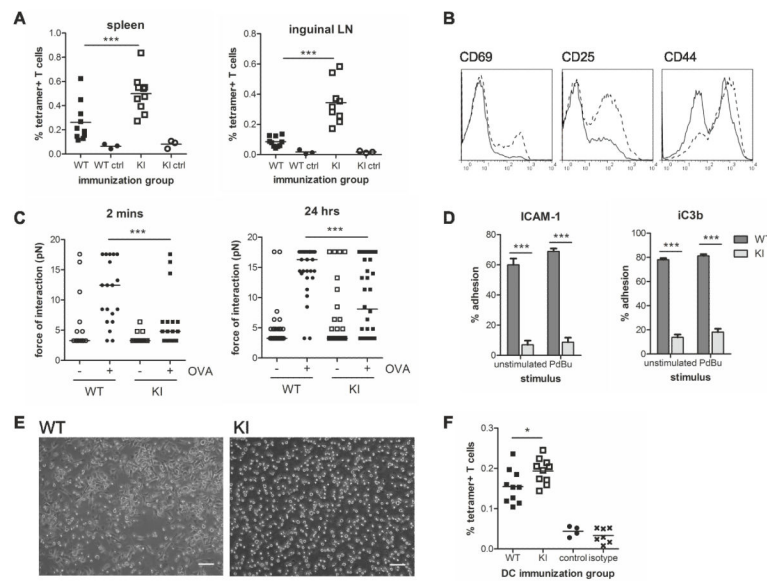 A
spleen
% tetramer+ T cells
1.0
0.8
0.6
0.4
0.2
0.0
***
WT WT ctrl KI KI ctrl
immunization group
inguinal LN
% tetramer+ T cells
0.8
0.6
0.4
0.2
0.0
***
WT WT ctrl KI KI ctrl
immunization group
B
CD69
CD25
CD44
C
2 mins
force of interaction (pN)
20
15
10
5
0
***
- + - + OVA
WT KI
24 hrs
force of interaction (pN)
20
15
10
5
0
***
- + - + OVA
WT KI
D
ICAM-1
% adhesion
80
60
40
20
0
*** ***
unstimulated PdBu
stimulus
iC3b
% adhesion
100
80
60
40
20
0
*** ***
unstimulated PdBu
stimulus
WT
KI
E
WT
KI
F
% tetramer+ T cells
0.3
0.2
0.1
0.0
*
WT KI control isotype
DC immunization group